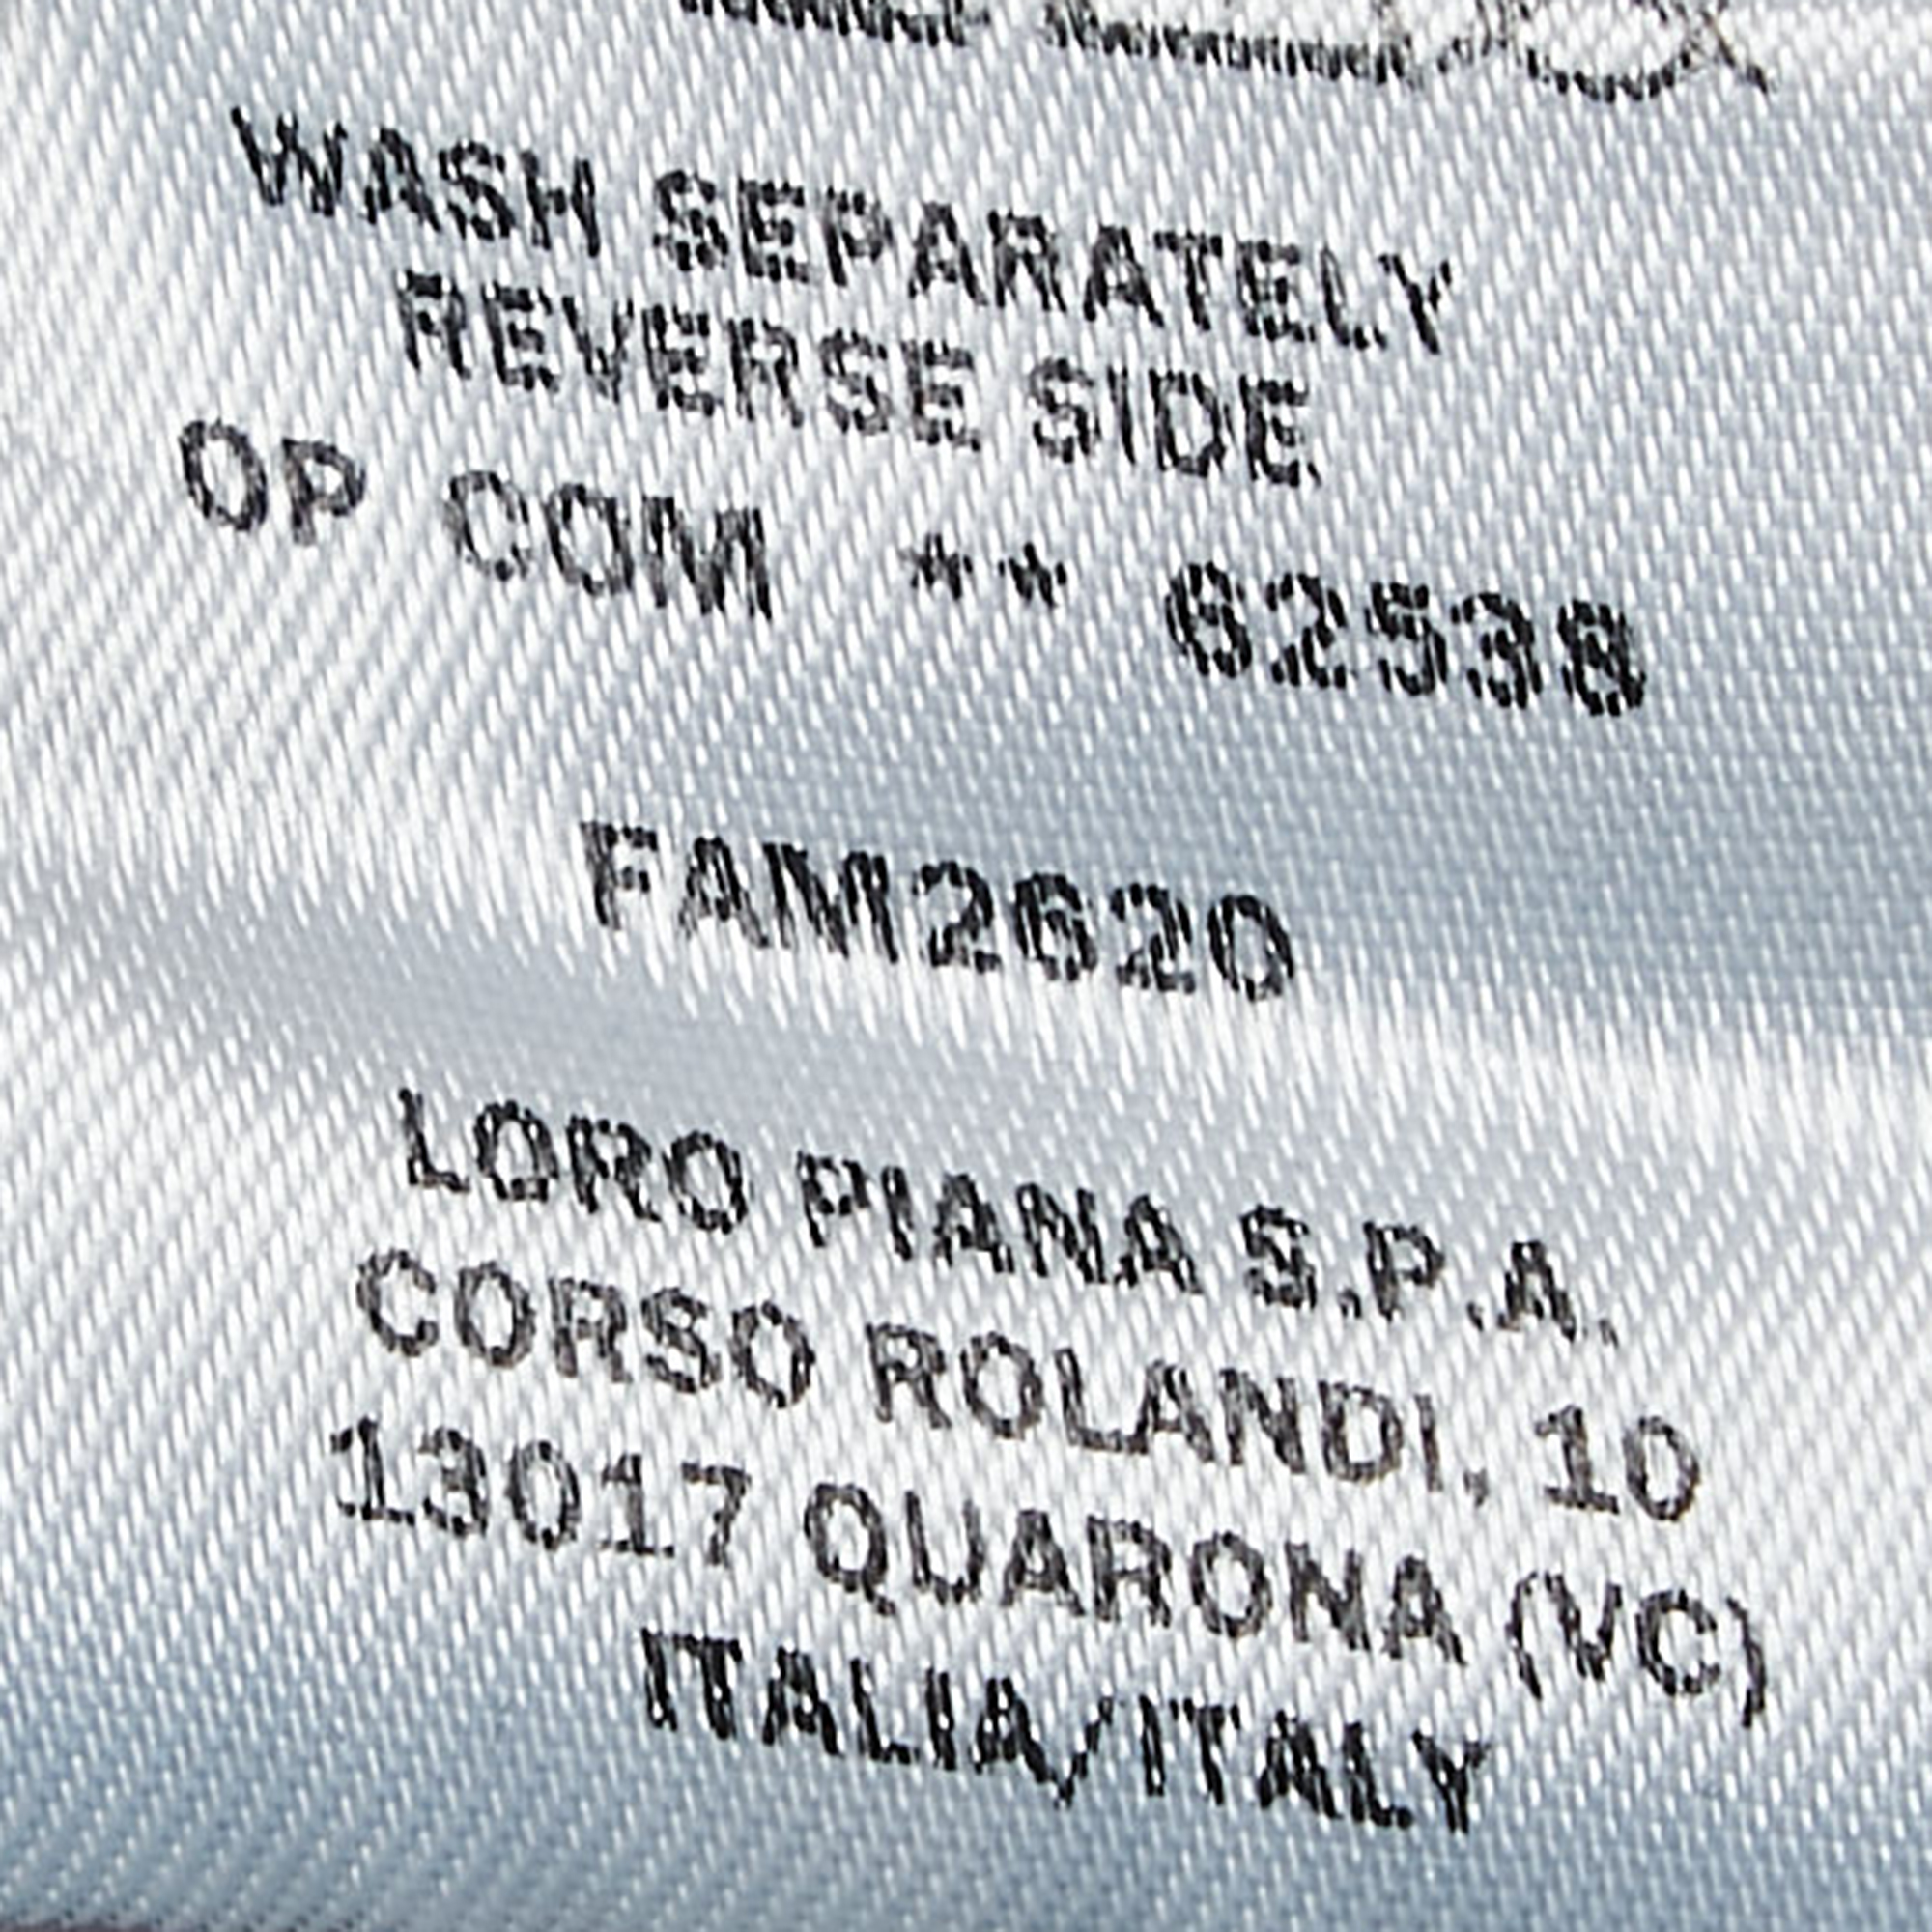 WASH SEPARATELY
REVERSE SIDE
OP COM ** 62538
FAM2620
LORO PIANA S.P.A.
CORSO ROLANDI, 10
13017 QUARONA (VC)
ITALIA/ITALY